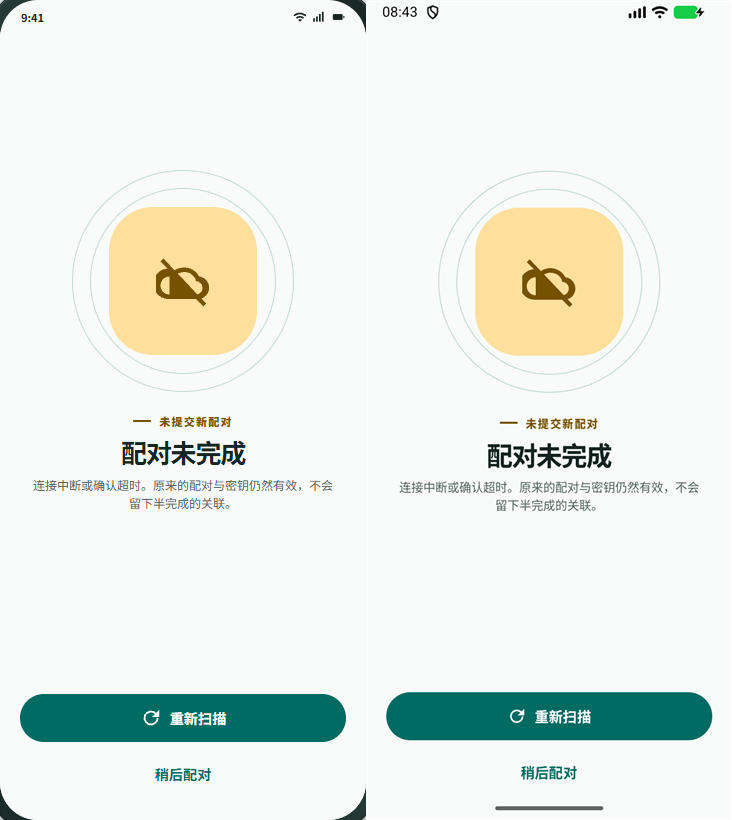 9:41
未提交新配对
配对未完成
连接中断或确认超时。原来的配对与密钥仍然有效，不会
留下半完成的关联。
重新扫描
稍后配对
08:43
未提交新配对
配对未完成
连接中断或确认超时。原来的配对与密钥仍然有效，不会
留下半完成的关联。
重新扫描
稍后配对